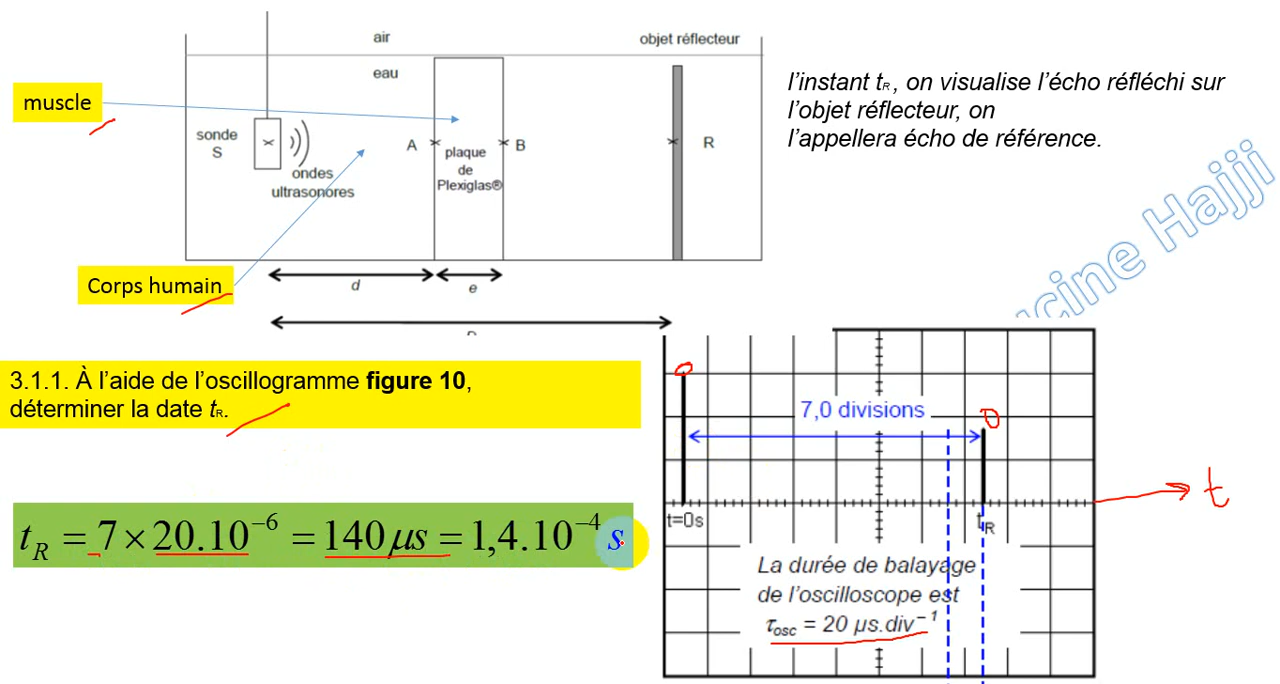 air
objet réflecteur
eau
muscle
sonde
S
A
B
R
plaque
de
Plexiglas®
ondes
ultrasonores
Corps humain
d
e
l'instant tR, on visualise l'écho réfléchi sur
l'objet réflecteur, on
l'appellera écho de référence.
cine Hajji
3.1.1. À l'aide de l'oscillogramme figure 10,
déterminer la date tR.
tR = 7 × 20.10⁻⁶ = 140 µs = 1,4.10⁻⁴ s
7,0 divisions
t
t=0s
tR
La durée de balayage
de l'oscilloscope est
τosc = 20 µs.div⁻¹